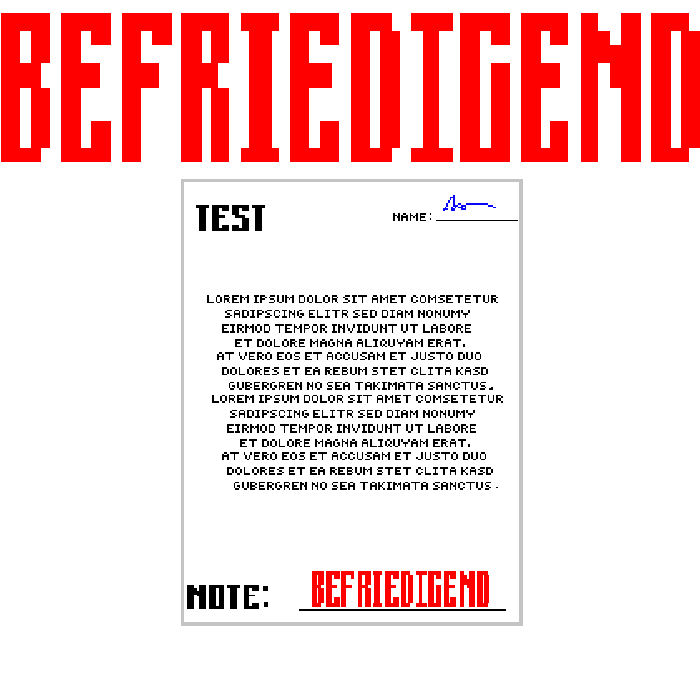 BEFRIEDIGEND
TEST
NAME:
LOREM IPSUM DOLOR SIT AMET COMSETETUR
SADIPSCING ELITR SED DIAM NONUMY
EIRMOD TEMPOR INVIDUNT UT LABORE
ET DOLORE MAGNA ALIQUYAM ERAT.
AT VERO EOS ET ACCUSAM ET JUSTO DUO
DOLORES ET EA REBUM STET CLITA KASD
GUBERGREN NO SEA TAKIMATA SANCTUS.
LOREM IPSUM DOLOR SIT AMET COMSETETUR
SADIPSCING ELITR SED DIAM NONUMY
EIRMOD TEMPOR INVIDUNT UT LABORE
ET DOLORE MAGNA ALIQUYAM ERAT.
AT VERO EOS ET ACCUSAM ET JUSTO DUO
DOLORES ET EA REBUM STET CLITA KASD
GUBERGREN NO SEA TAKIMATA SANCTUS.
NOTE: BEFRIEDIGEND